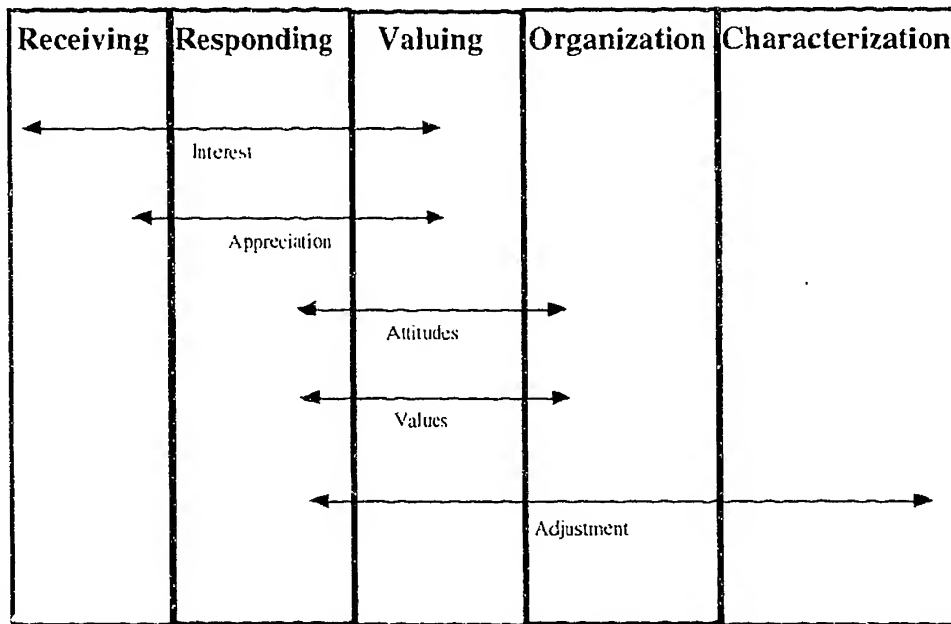 Receiving Responding Valuing Organization Characterization
Interest
Appreciation
Attitudes
Values
Adjustment